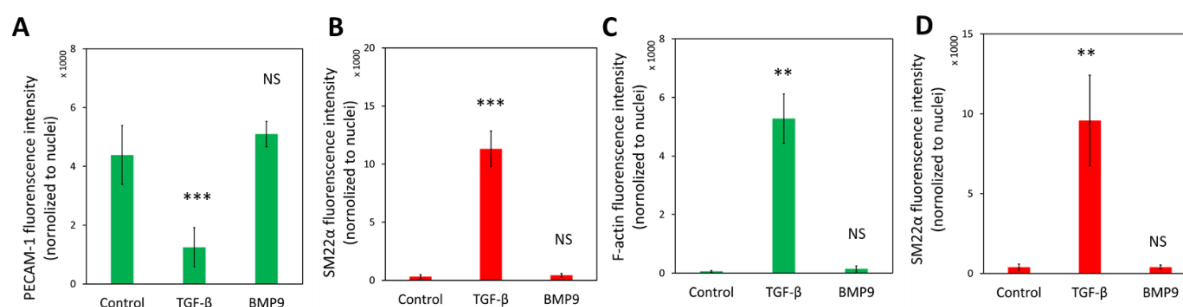 A
PECAM-1 fluorescence intensity
(nornolized to nuclei)
x 1000
8
6
4
2
0
***
NS
Control TGF-β BMP9
B
SM22α fluorescence intensity
(nornolized to nuclei)
x 1000
20
15
10
5
0
***
NS
Control TGF-β BMP9
C
F-actin fluorescence intensity
(nornolized to nuclei)
x 1000
8
6
4
2
0
**
NS
Control TGF-β BMP9
D
SM22α fluorescence intensity
(nornolized to nuclei)
x 1000
15
10
5
0
**
NS
Control TGF-β BMP9